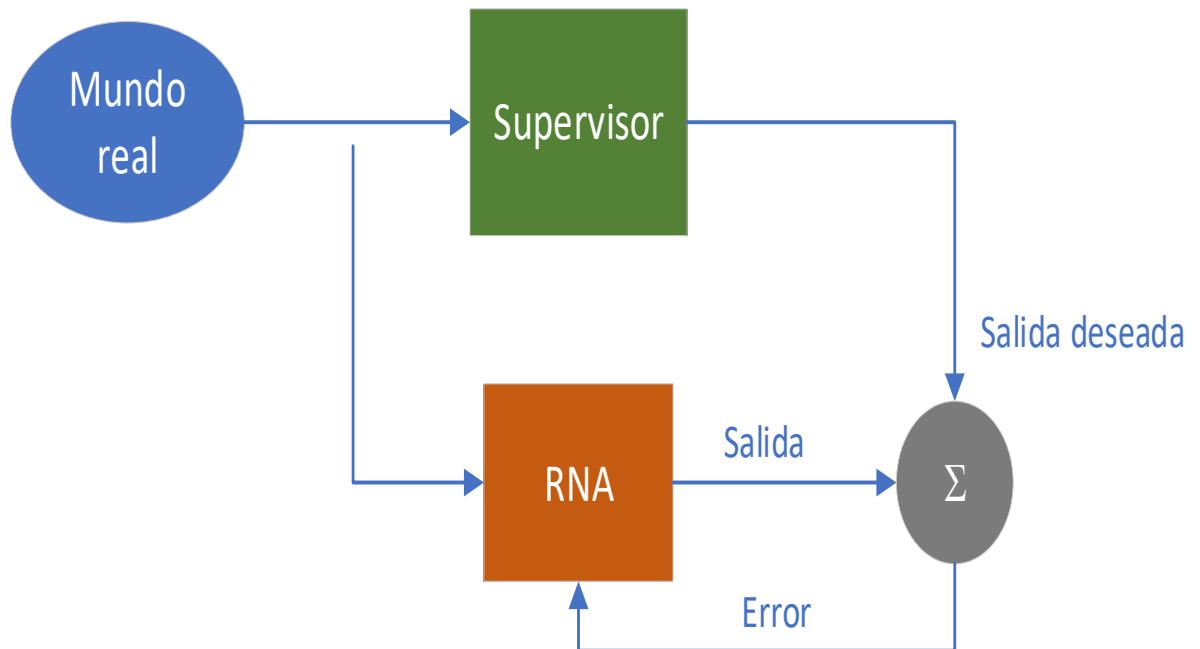 Mundo
real
Supervisor
Salida deseada
Salida
RNA
Σ
Error